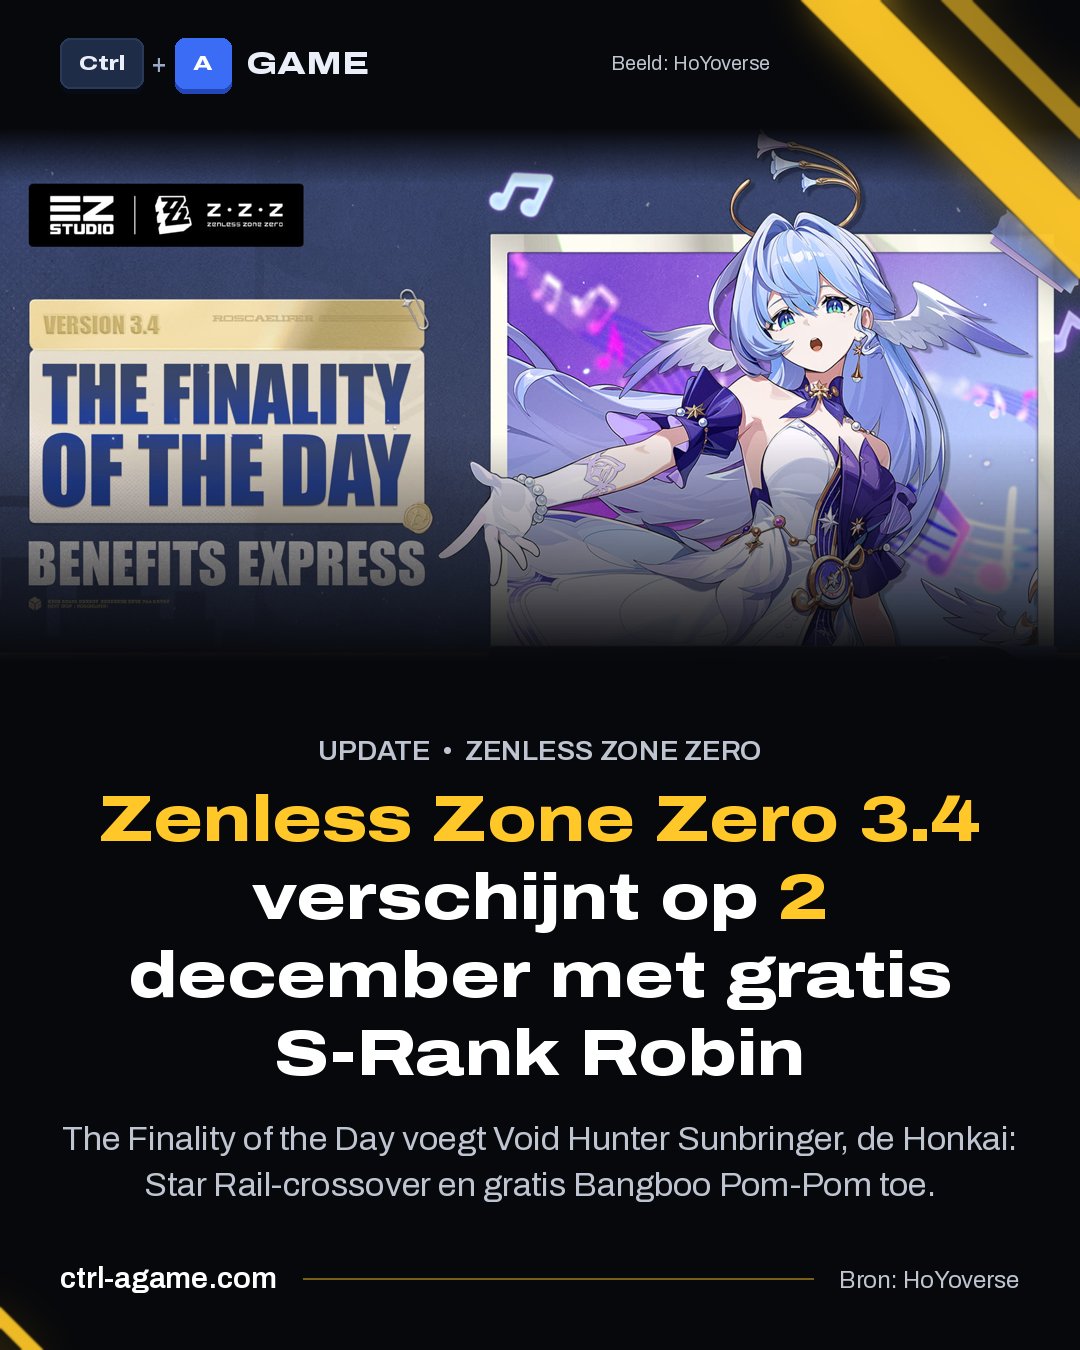 Ctrl + A GAME
Beeld: HoYoverse
EZ STUDIO
Z·Z·Z
zenless zone zero
VERSION 3.4
ROSCAELIFER
THE FINALITY
OF THE DAY
BENEFITS EXPRESS
UPDATE • ZENLESS ZONE ZERO
Zenless Zone Zero 3.4
verschijnt op 2
december met gratis
S-Rank Robin
The Finality of the Day voegt Void Hunter Sunbringer, de Honkai:
Star Rail-crossover en gratis Bangboo Pom-Pom toe.
ctrl-agame.com
Bron: HoYoverse